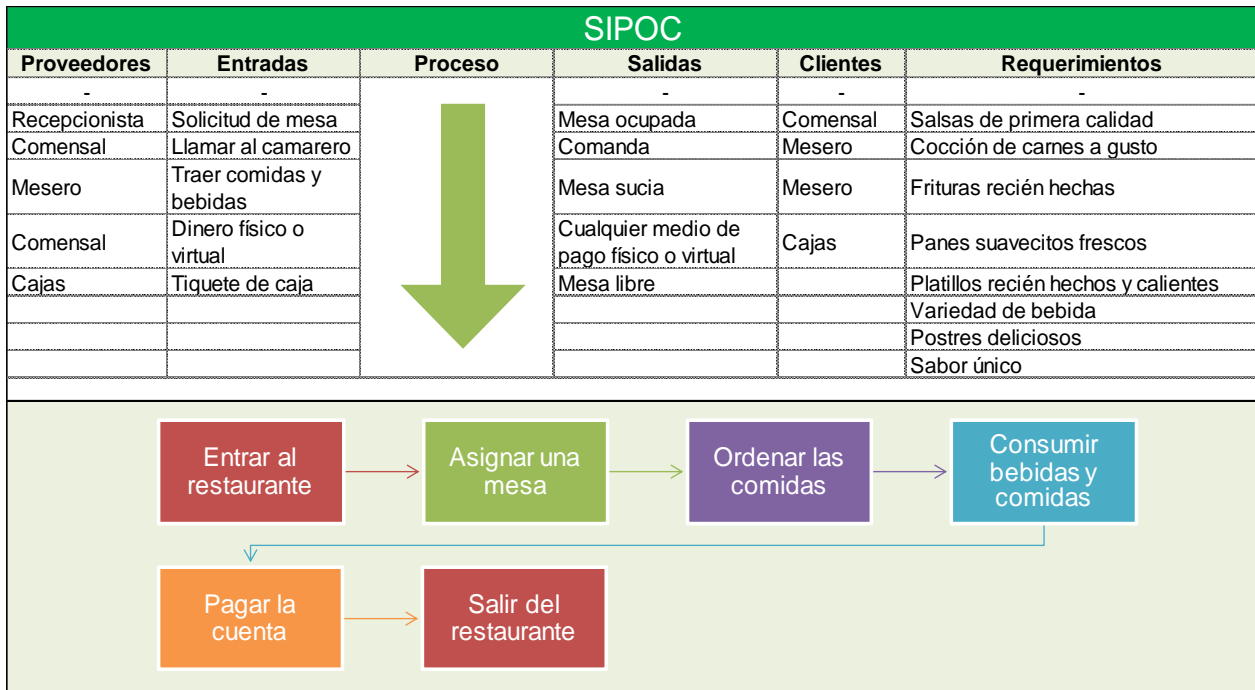 SIPOC
Proveedores Entradas Proceso Salidas Clientes Requerimientos
- - - - -
Recepcionista Solicitud de mesa Mesa ocupada Comensal Salsas de primera calidad
Comensal Llamar al camarero Comanda Mesero Cocción de carnes a gusto
Mesero Traer comidas y bebidas Mesa sucia Mesero Frituras recién hechas
Comensal Dinero físico o virtual Cualquier medio de pago físico o virtual Cajas Panes suavecitos frescos
Cajas Tiquete de caja Mesa libre Platillos recién hechos y calientes
Variedad de bebida
Postres deliciosos
Sabor único
Entrar al
restaurante
Asignar una
mesa
Ordenar las
comidas
Consumir
bebidas y
comidas
Pagar la
cuenta
Salir del
restaurante